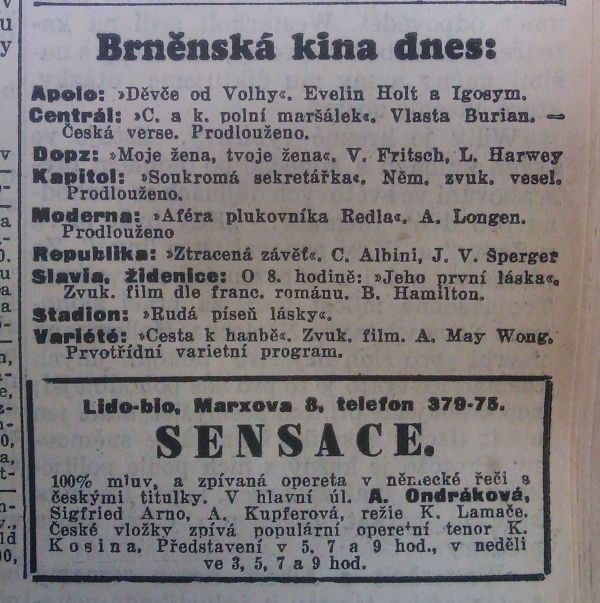 Brněnská kina dnes:
Apolo: »Děvče od Volhy«. Evelin Holt a Igosym.
Centrál: »C. a k. polní maršálek«. Vlasta Burian. —
Česká verse. Prodlouženo.
Dopz: »Moje žena, tvoje žena«. V. Fritsch, L. Harwey
Kapitol: »Soukromá sekretářka«. Něm. zvuk. vesel.
Prodlouženo.
Moderna: »Aféra plukovníka Redla«. A. Longen.
Prodlouženo
Republika: »Ztracená závěť«. C. Albini, J. V. Šperger
Slavia, židenice: O 8. hodině: »Jeho první láska«.
Zvuk. film dle franc. románu. B. Hamilton.
Stadion: »Rudá píseň lásky«.
Variété: »Cesta k hanbě«. Zvuk. film. A. May Wong.
Prvotřídní varietní program.
Lido-bio, Marxova 8, telefon 379-75.
SENSACE.
100% mluv, a zpívaná opereta v německé řeči s
českými titulky. V hlavní úl. A. Ondráková,
Sigfried Arno, A. Kupferová, režie K. Lamače.
České vložky zpívá populární operetní tenor K.
Kosina. Představení v 5, 7 a 9 hod., v neděli
ve 3, 5, 7 a 9 hod.